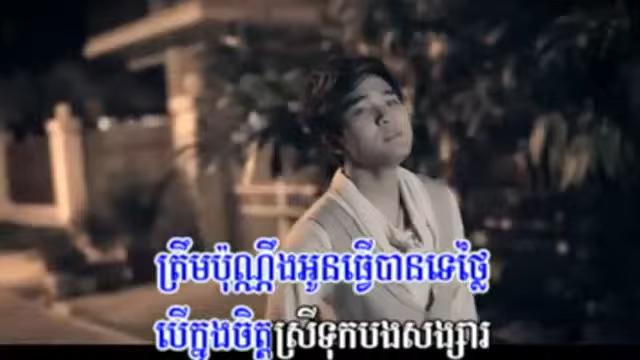 ត្រឹមប៉ុណ្ណឹងអូនធ្វើបានទេថ្លៃ
បើក្នុងចិត្តស្រីទុកបងសង្សារ